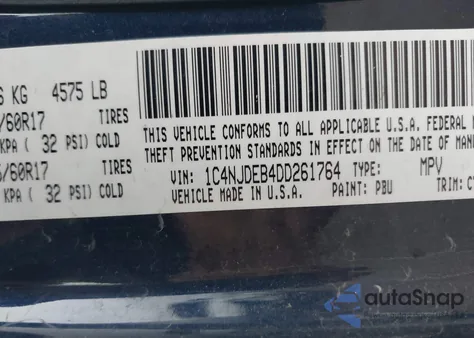 KG 4575 LB
/60R17 TIRES
KPA ( 32 PSI) COLD
/60R17 TIRES
KPA ( 32 PSI) COLD
THIS VEHICLE CONFORMS TO ALL APPLICABLE U.S.A. FEDERAL
THEFT PREVENTION STANDARDS IN EFFECT ON THE DATE OF
VIN: 1C4NJDEB4DD261764 TYPE: MPV
VEHICLE MADE IN U.S.A. PAINT: PBU TRIM:
autoSnap